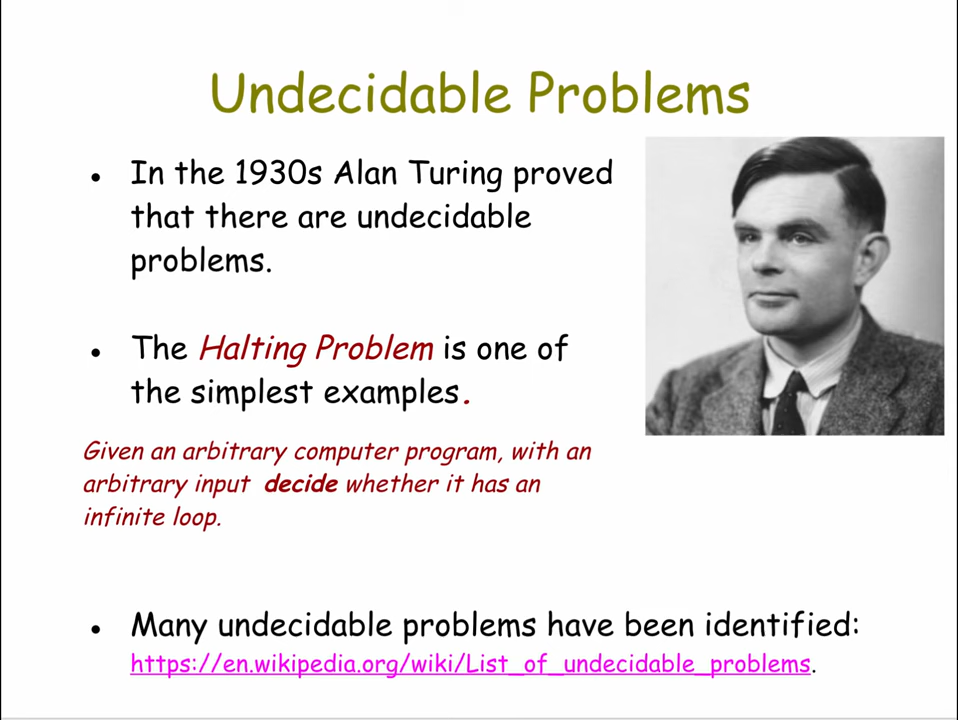 Undecidable Problems
● In the 1930s Alan Turing proved
that there are undecidable
problems.
● The Halting Problem is one of
the simplest examples.
Given an arbitrary computer program, with an
arbitrary input decide whether it has an
infinite loop.
● Many undecidable problems have been identified:
https://en.wikipedia.org/wiki/List_of_undecidable_problems.